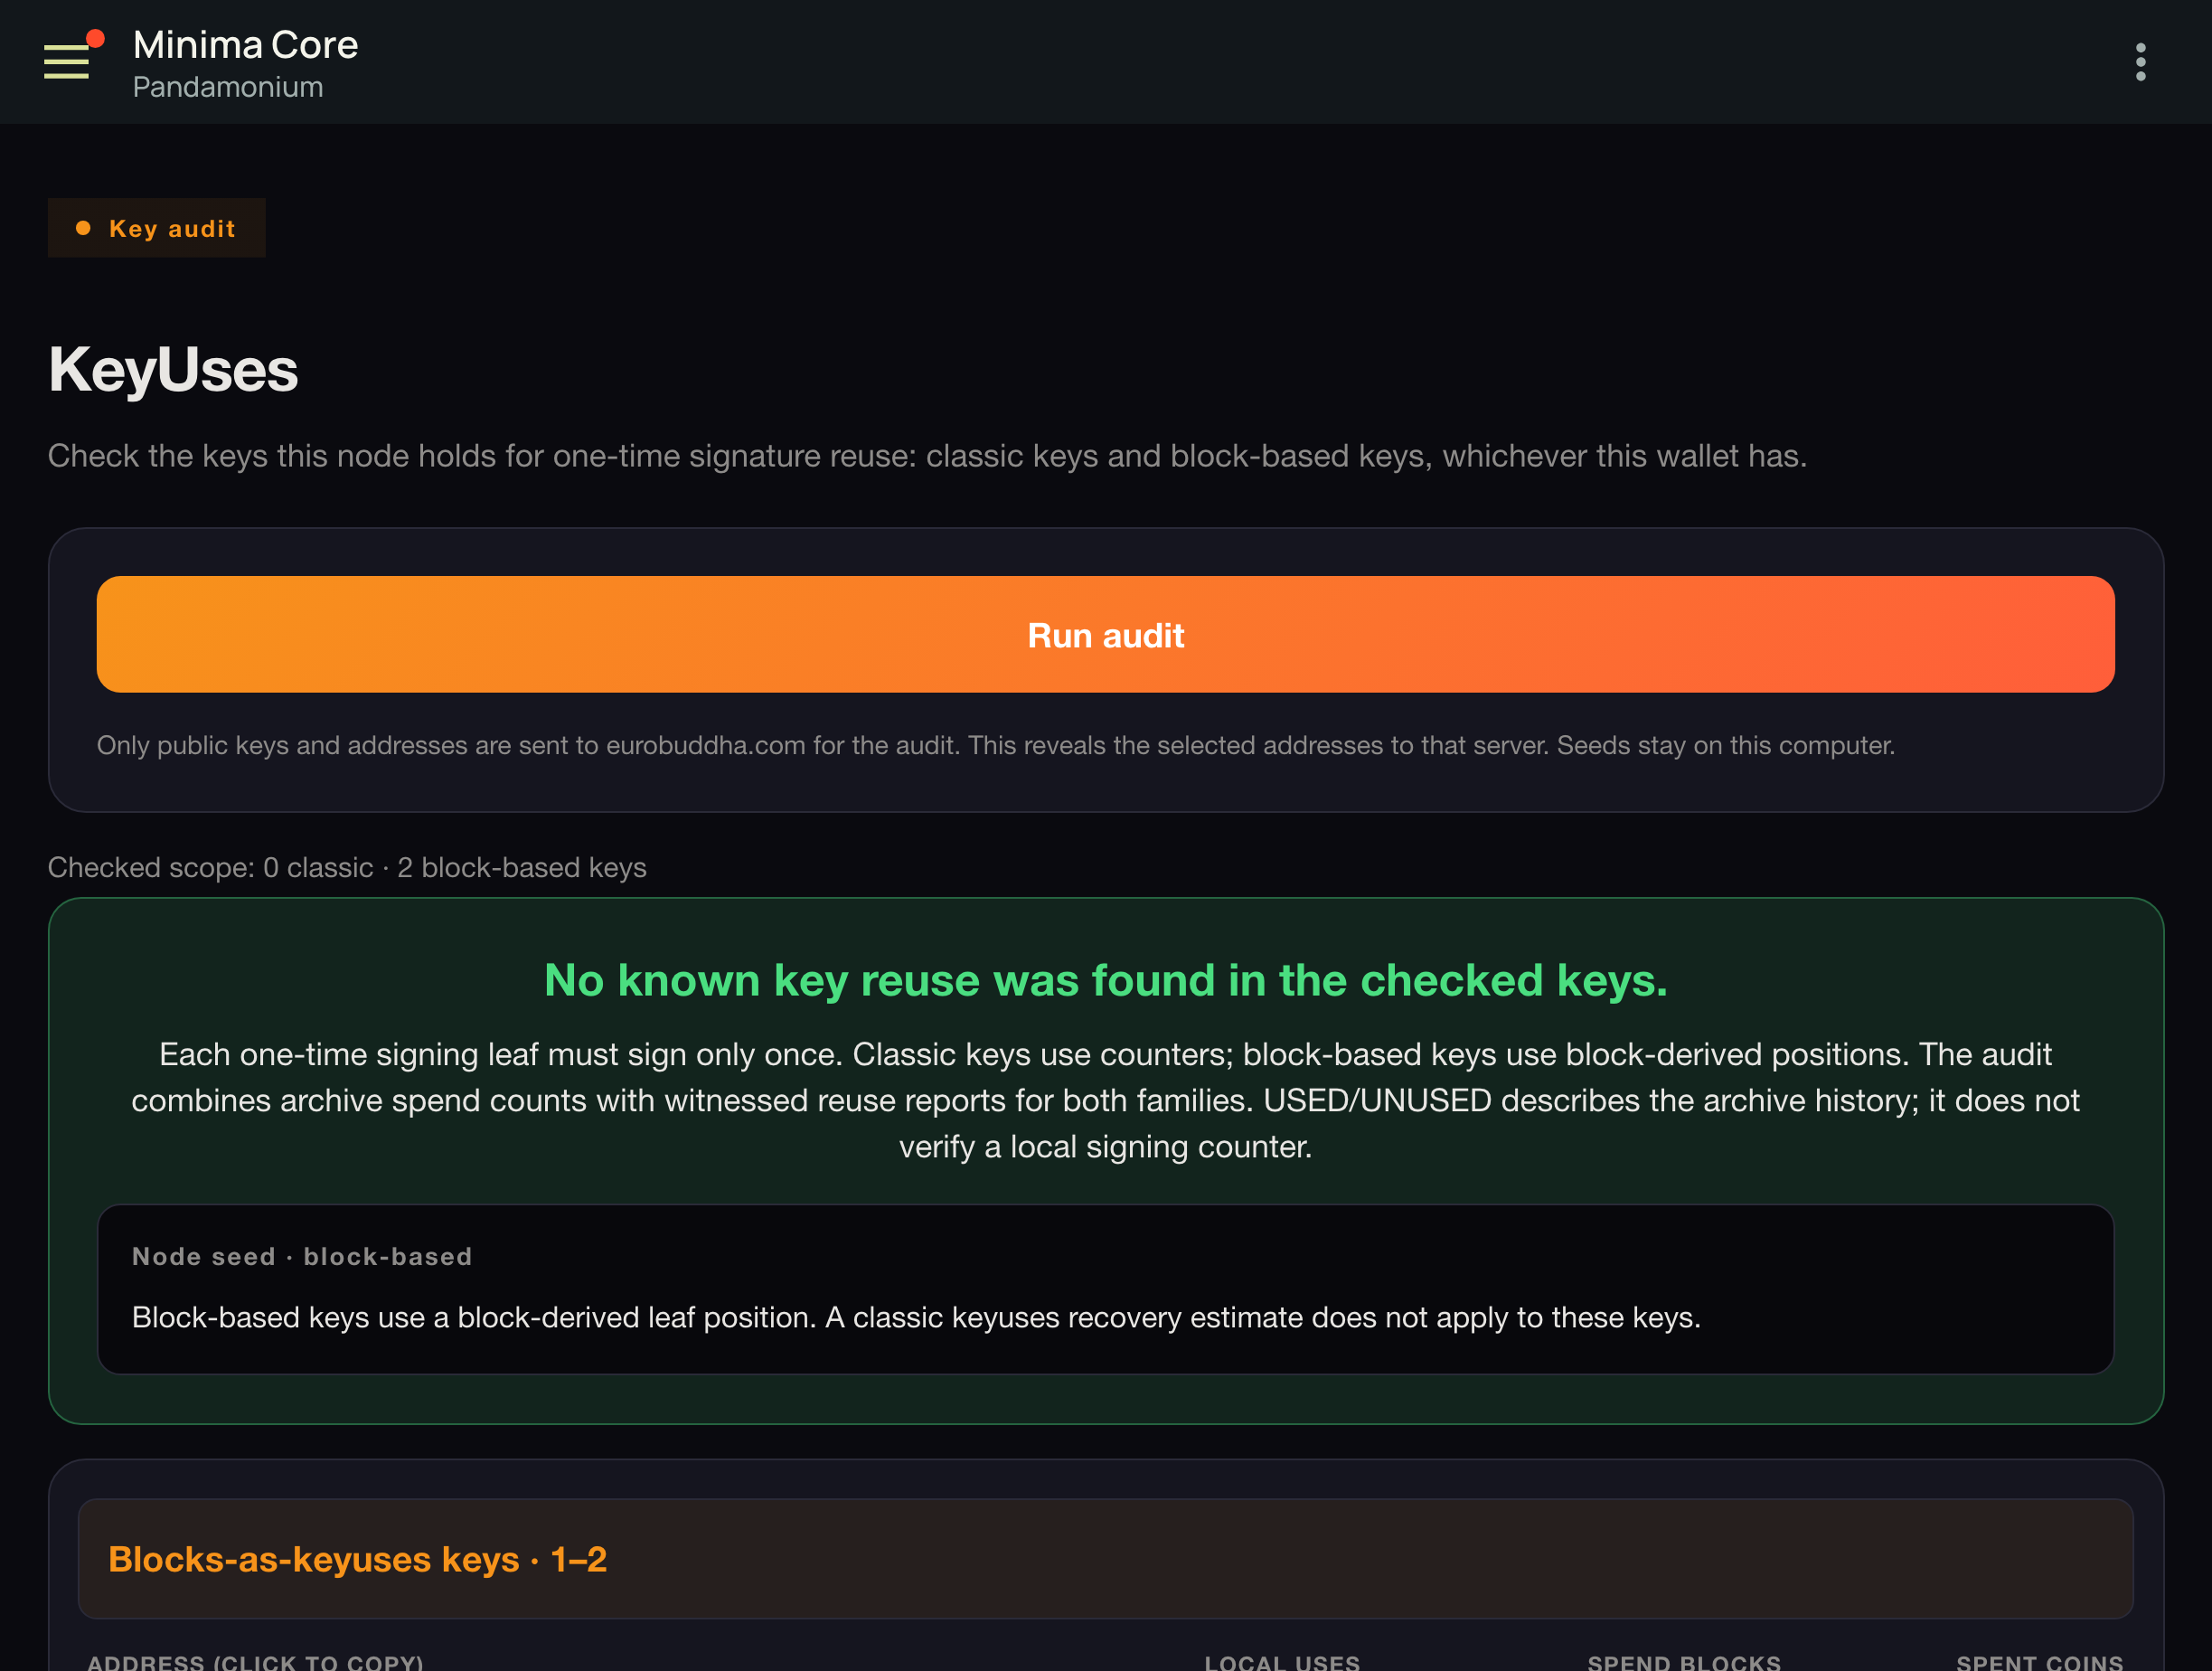 Minima Core
Pandamonium
Key audit
KeyUses
Check the keys this node holds for one-time signature reuse: classic keys and block-based keys, whichever this wallet has.
Run audit
Only public keys and addresses are sent to eurobuddha.com for the audit. This reveals the selected addresses to that server. Seeds stay on this computer.
Checked scope: 0 classic · 2 block-based keys
No known key reuse was found in the checked keys.
Each one-time signing leaf must sign only once. Classic keys use counters; block-based keys use block-derived positions. The audit
combines archive spend counts with witnessed reuse reports for both families. USED/UNUSED describes the archive history; it does not
verify a local signing counter.
Node seed · block-based
Block-based keys use a block-derived leaf position. A classic keyuses recovery estimate does not apply to these keys.
Blocks-as-keyuses keys · 1–2
ADDRESS (CLICK TO COPY) LOCAL USES SPEND BLOCKS SPENT COINS